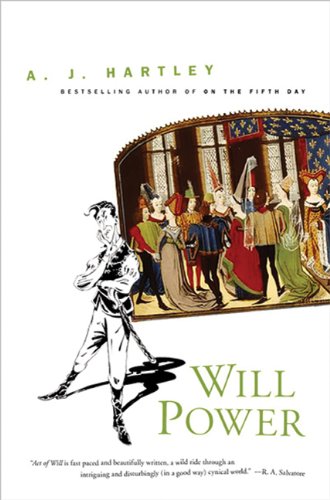 A. J. HARTLEY
BESTSELLING AUTHOR OF ON THE FIFTH DAY
WILL
POWER
"Act of Will is fast paced and beautifully written, a wild ride through an
intriguing and disturbingly (in a good way) cynical world." —R. A. Salvatore